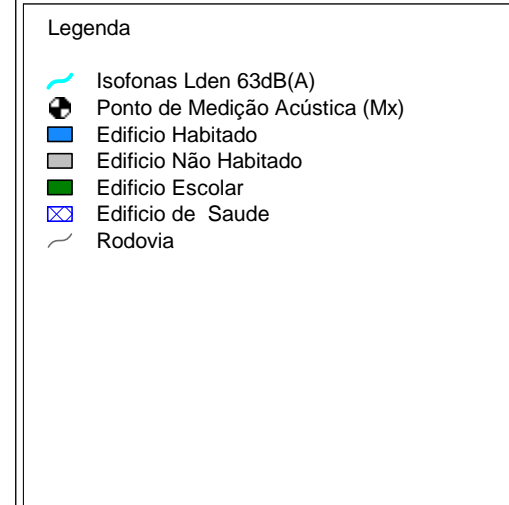 Legenda
Isofonas Lden 63dB(A)
Ponto de Medição Acústica (Mx)
Edificio Habitado
Edificio Não Habitado
Edificio Escolar
Edificio de Saude
Rodovia